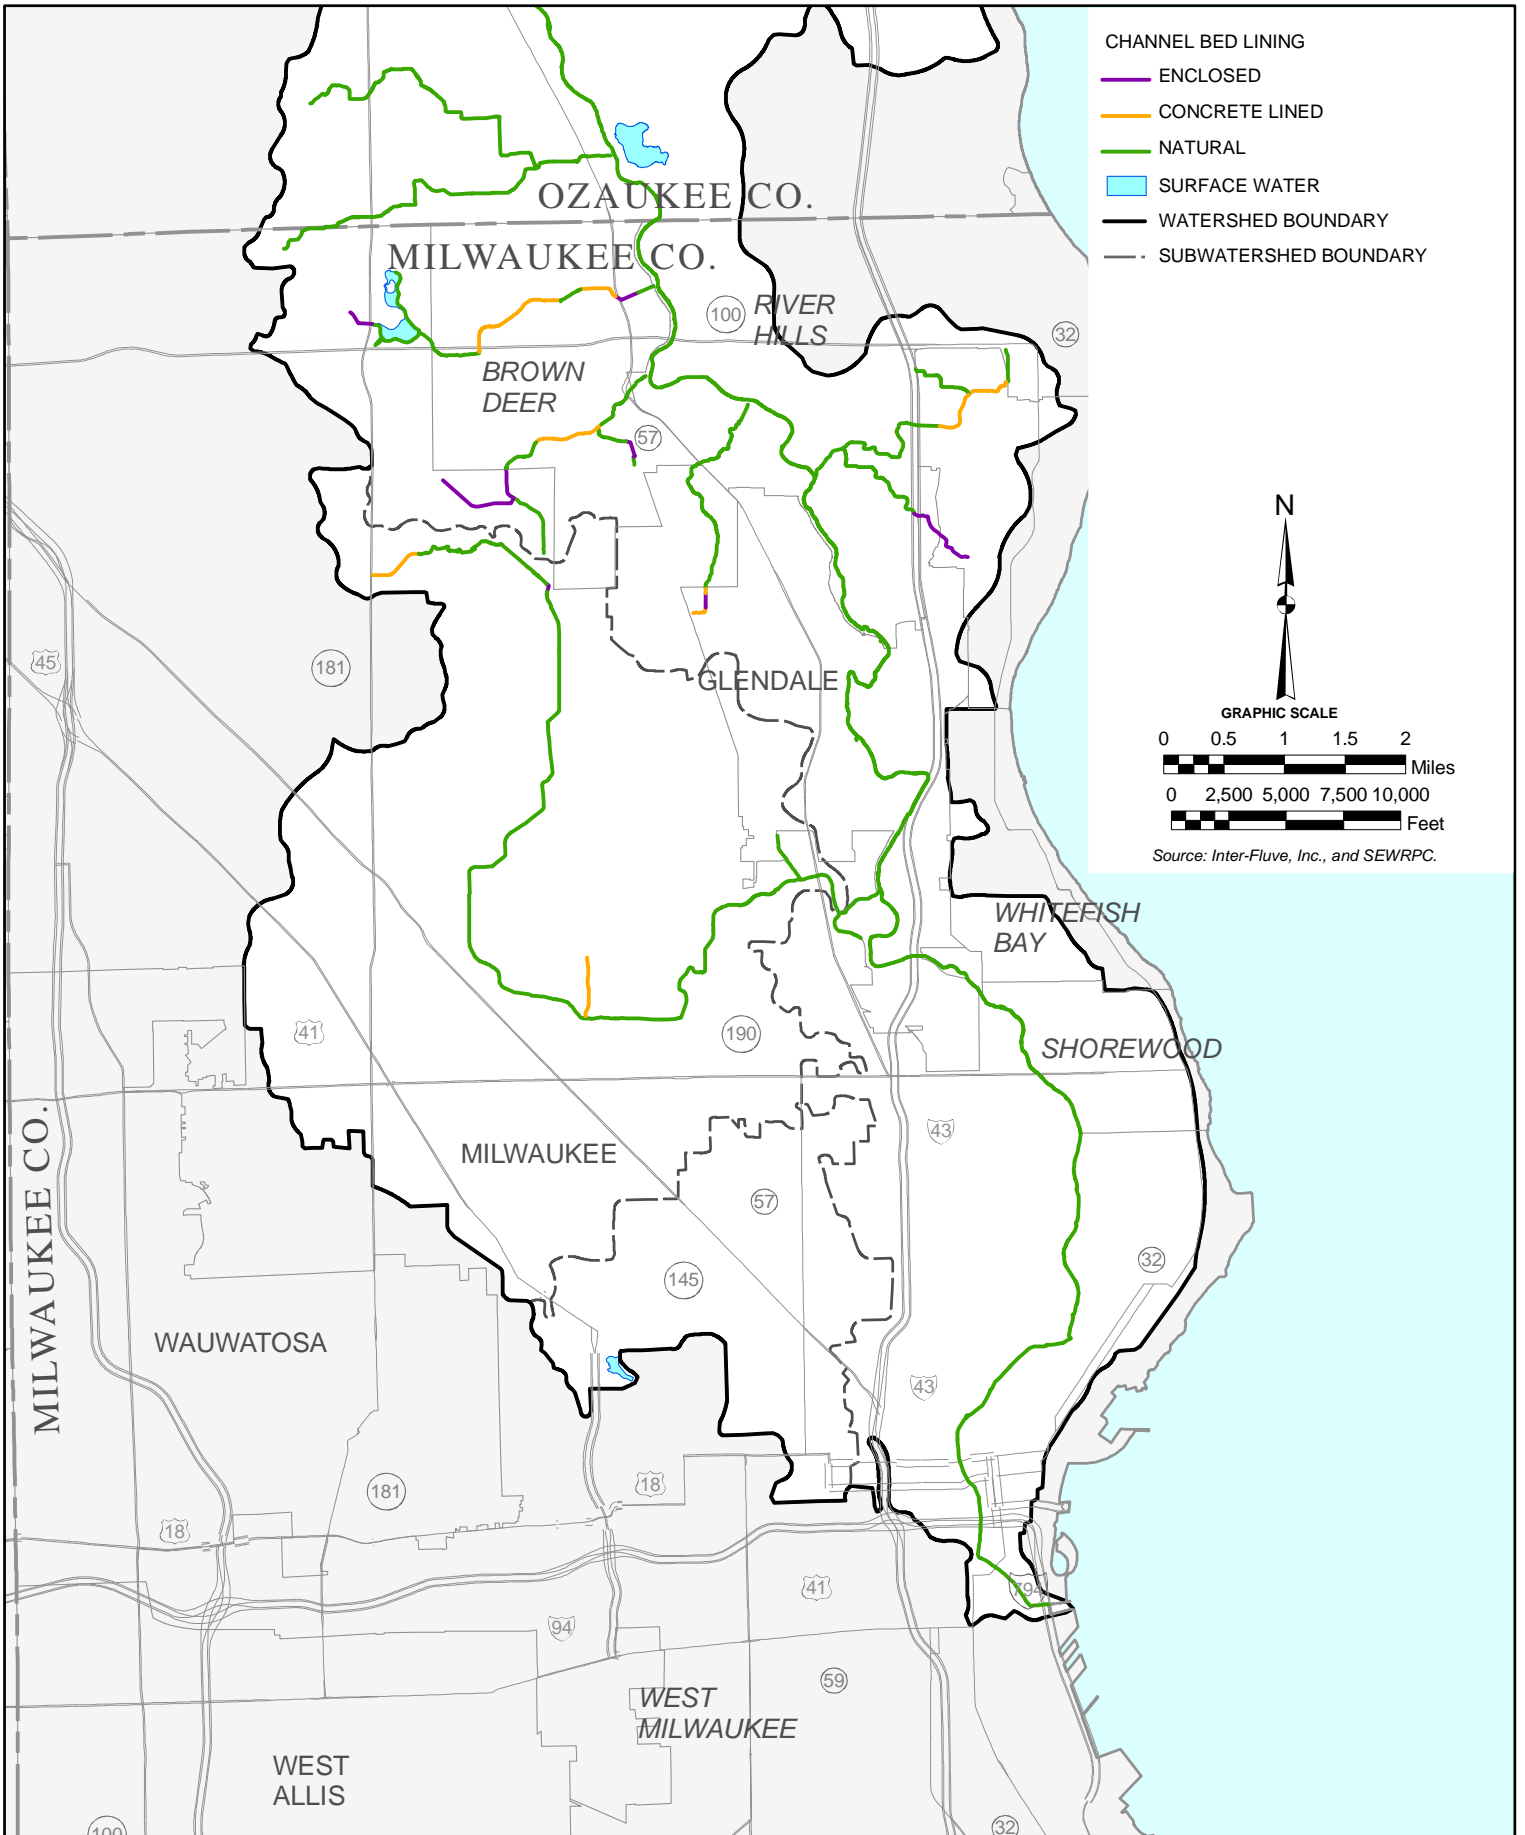 CHANNEL BED LINING
ENCLOSED
CONCRETE LINED
NATURAL
SURFACE WATER
WATERSHED BOUNDARY
SUBWATERSHED BOUNDARY
OZAUKEE CO.
MILWAUKEE CO.
100
RIVER
HILLS
32
BROWN
DEER
57
N
45
181
GLENDALE
GRAPHIC SCALE
0 0.5 1 1.5 2
Miles
0 2,500 5,000 7,500 10,000
Feet
Source: Inter-Fluve, Inc., and SEWRPC.
WHITEFISH
BAY
41
190
SHOREWOOD
MILWAUKEE CO.
43
MILWAUKEE
57
32
145
WAUWATOSA
43
181
18
18
41
794
94
59
WEST
MILWAUKEE
WEST
ALLIS
100
32